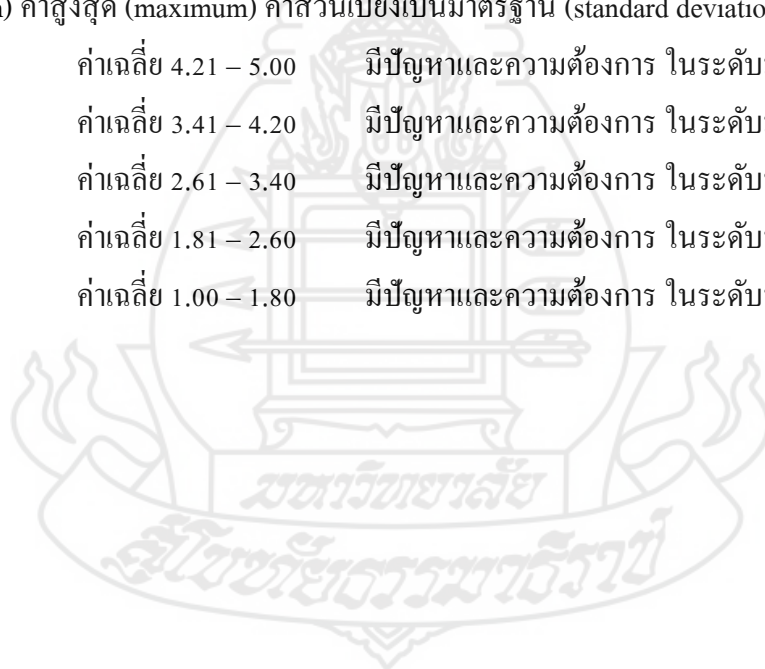 ค่าสูงสุด (maximum) ค่าส่วนเบี่ยงเบนมาตรฐาน (standard
ค่าเฉลี่ย 4.21 – 5.00 มีปัญหาและความต้องการ ในระดับ
ค่าเฉลี่ย 3.41 – 4.20 มีปัญหาและความต้องการ ในระดับ
ค่าเฉลี่ย 2.61 – 3.40 มีปัญหาและความต้องการ ในระดับ
ค่าเฉลี่ย 1.81 – 2.60 มีปัญหาและความต้องการ ในระดับ
ค่าเฉลี่ย 1.00 – 1.80 มีปัญหาและความต้องการ ในระดับ
มหาวิทยาลัย
สุโขทัยธรรมาธิราช